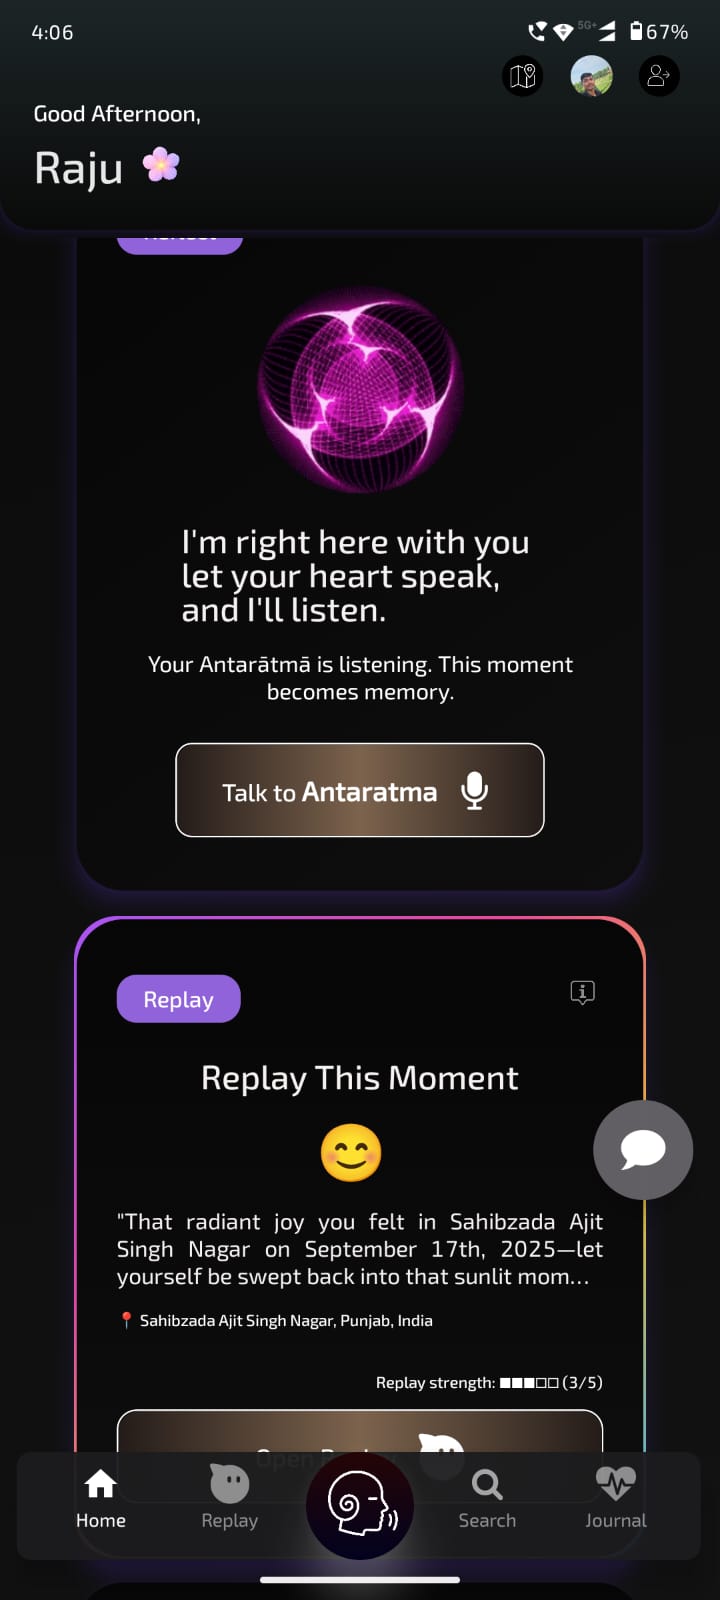 4:06
5G+
67%
Good Afternoon,
Raju
I'm right here with you
let your heart speak,
and I'll listen.
Your Antarātmā is listening. This moment
becomes memory.
Talk to Antaratma
Replay
Replay This Moment
"That radiant joy you felt in Sahibzada Ajit
Singh Nagar on September 17th, 2025—let
yourself be swept back into that sunlit mom...
Sahibzada Ajit Singh Nagar, Punjab, India
Replay strength: ■■■□□ (3/5)
Open
Home
Replay
Search
Journal